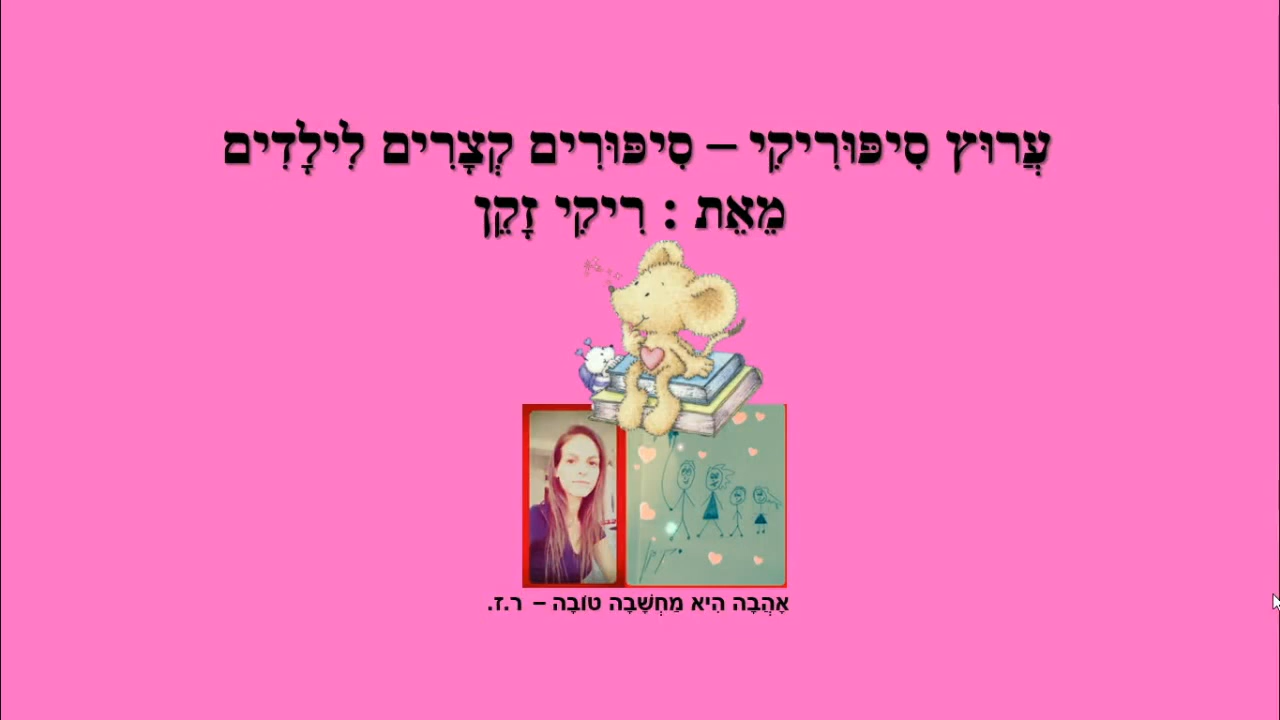 עֲרוּץ סִיפּוּרִיקִי – סִיפּוּרִים קְצָרִים לִילָדִים
מֵאֵת : רִיקִי זָקֵן
אַהֲבָה הִיא מַחְשָׁבָה טוֹבָה – ר.ז.